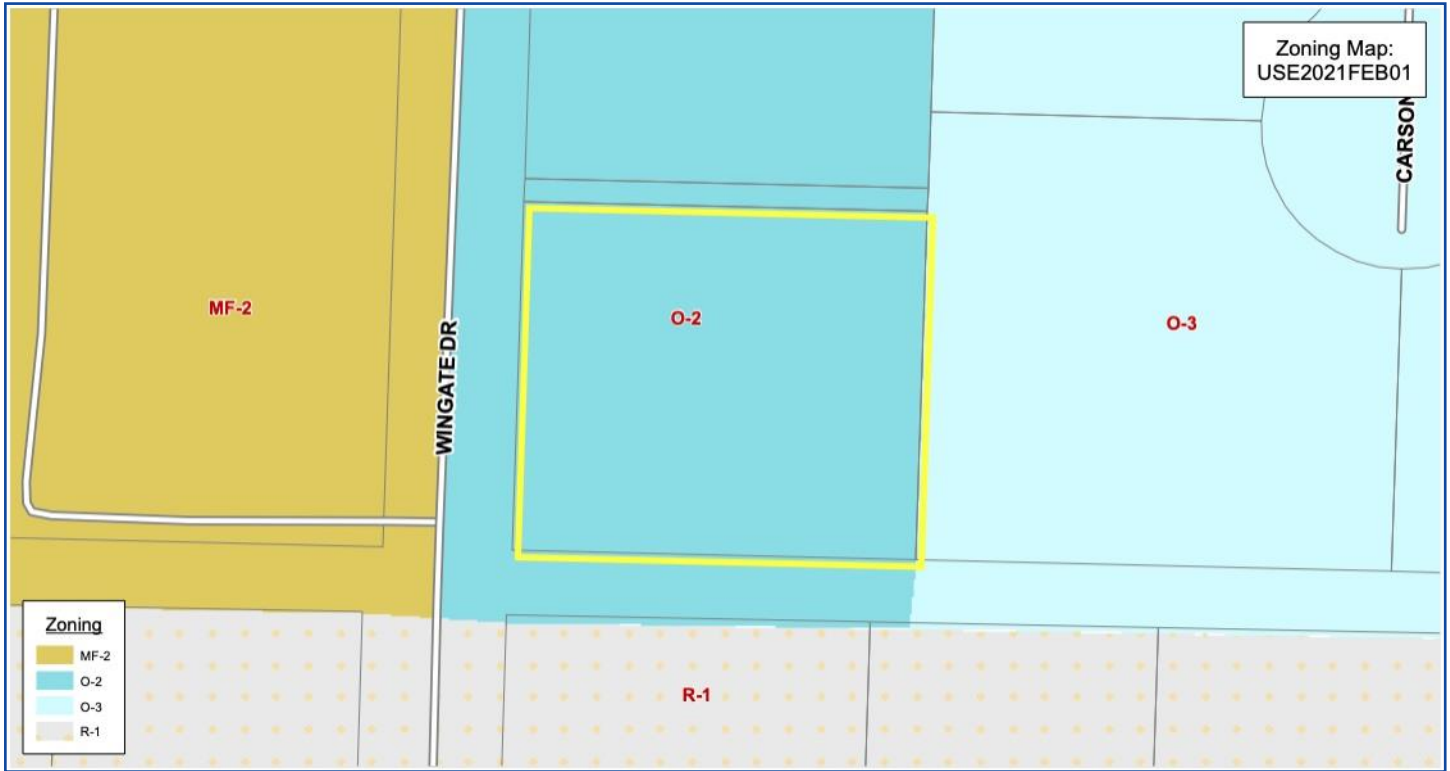 Zoning Map:
USE2021FEB01
CARSON
MF-2
O-2
O-3
WINGATE DR
R-1
Zoning
MF-2
O-2
O-3
R-1